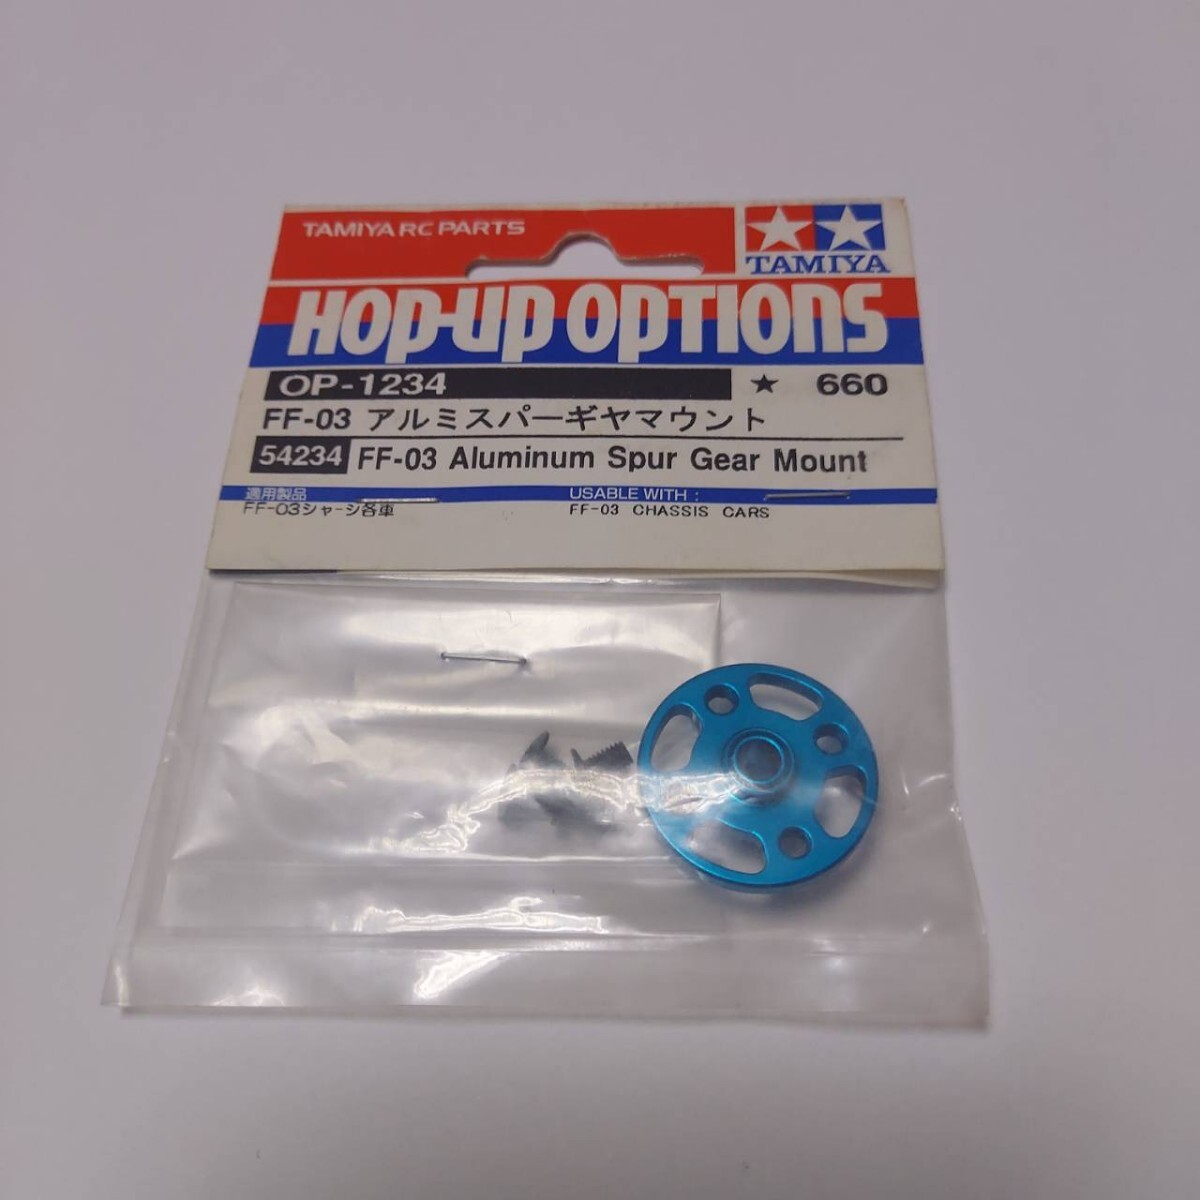 TAMIYA RC PARTS
TAMIYA
HOP-UP OPTIONS
OP-1234 ★ 660
FF-03 アルミスパーギヤマウント
54234 FF-03 Aluminum Spur Gear Mount
適用製品 USABLE WITH :
FF-03シャーシ各車 FF-03 CHASSIS CARS